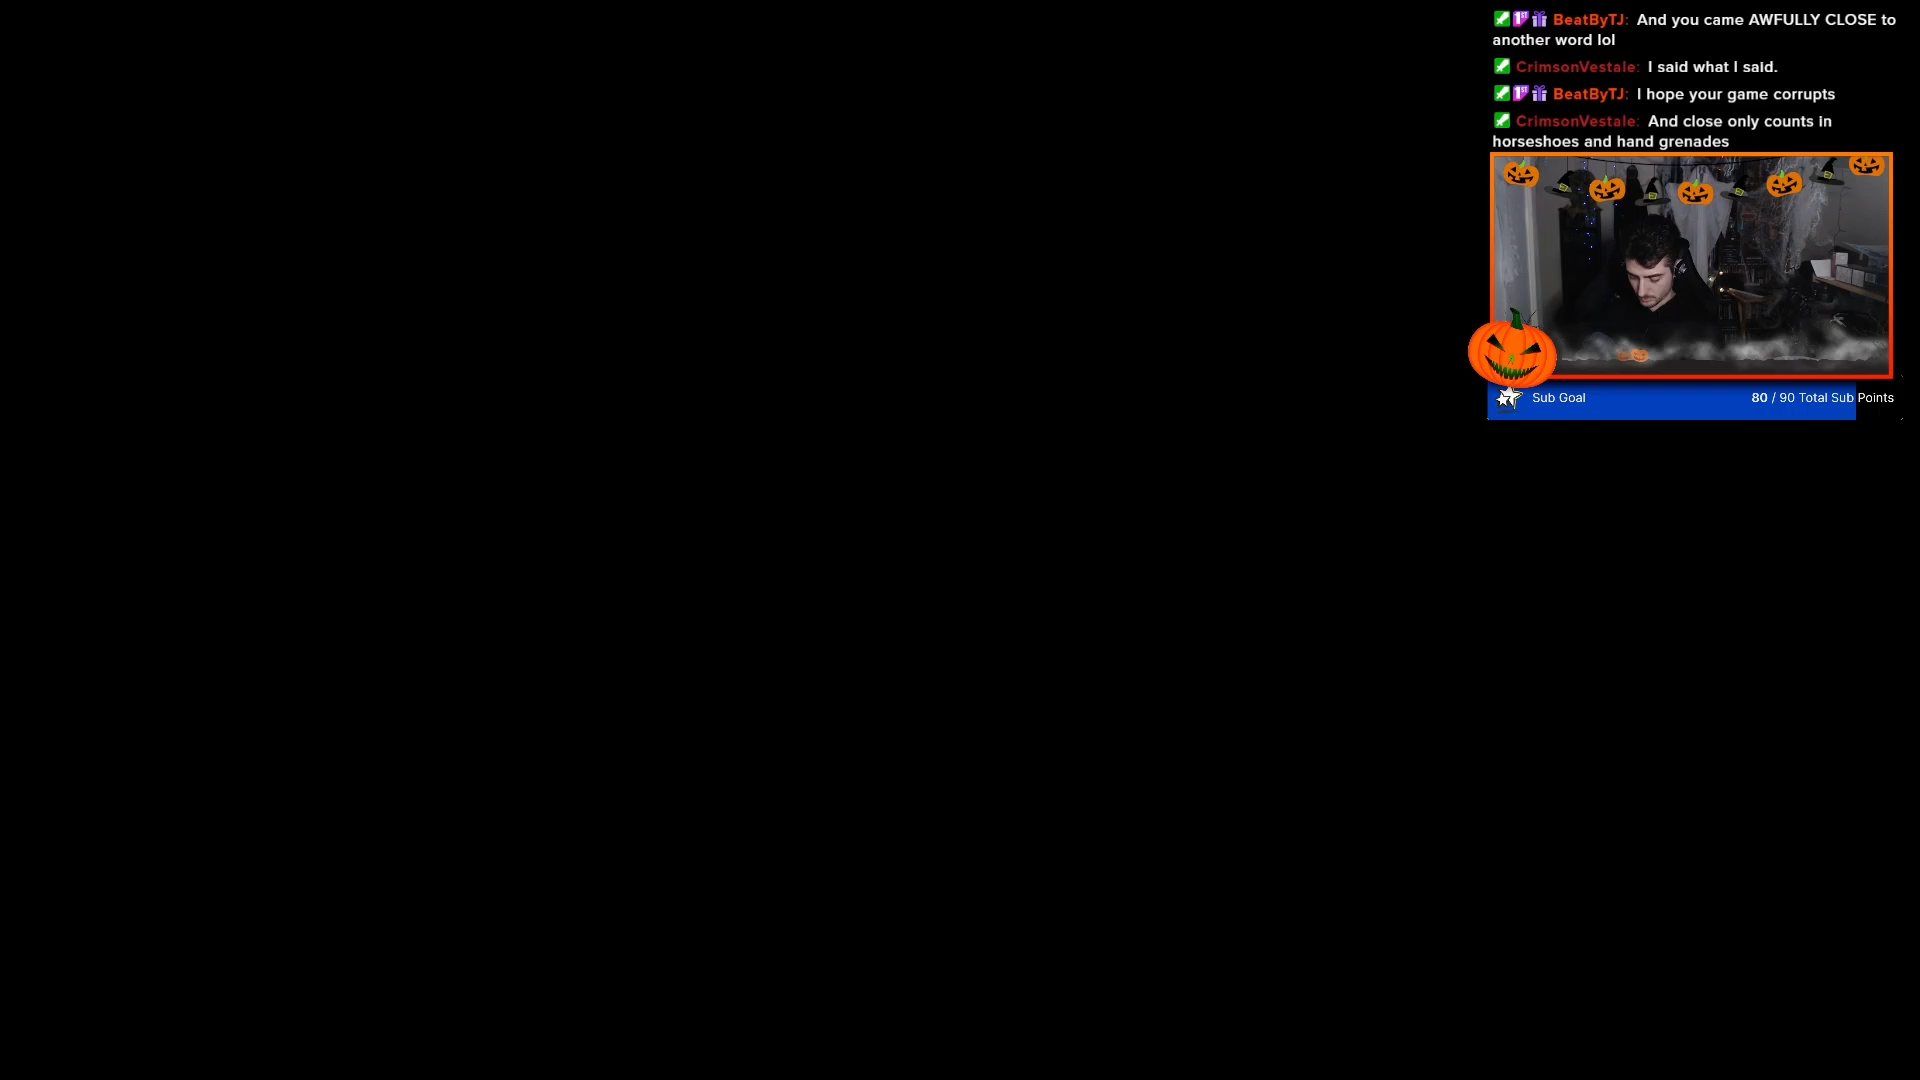 BeatByTJ: And you came AWFULLY CLOSE to
another word lol
CrimsonVestale: I said what I said.
BeatByTJ: I hope your game corrupts
CrimsonVestale: And close only counts in
horseshoes and hand grenades
Sub Goal 80 / 90 Total Sub Points